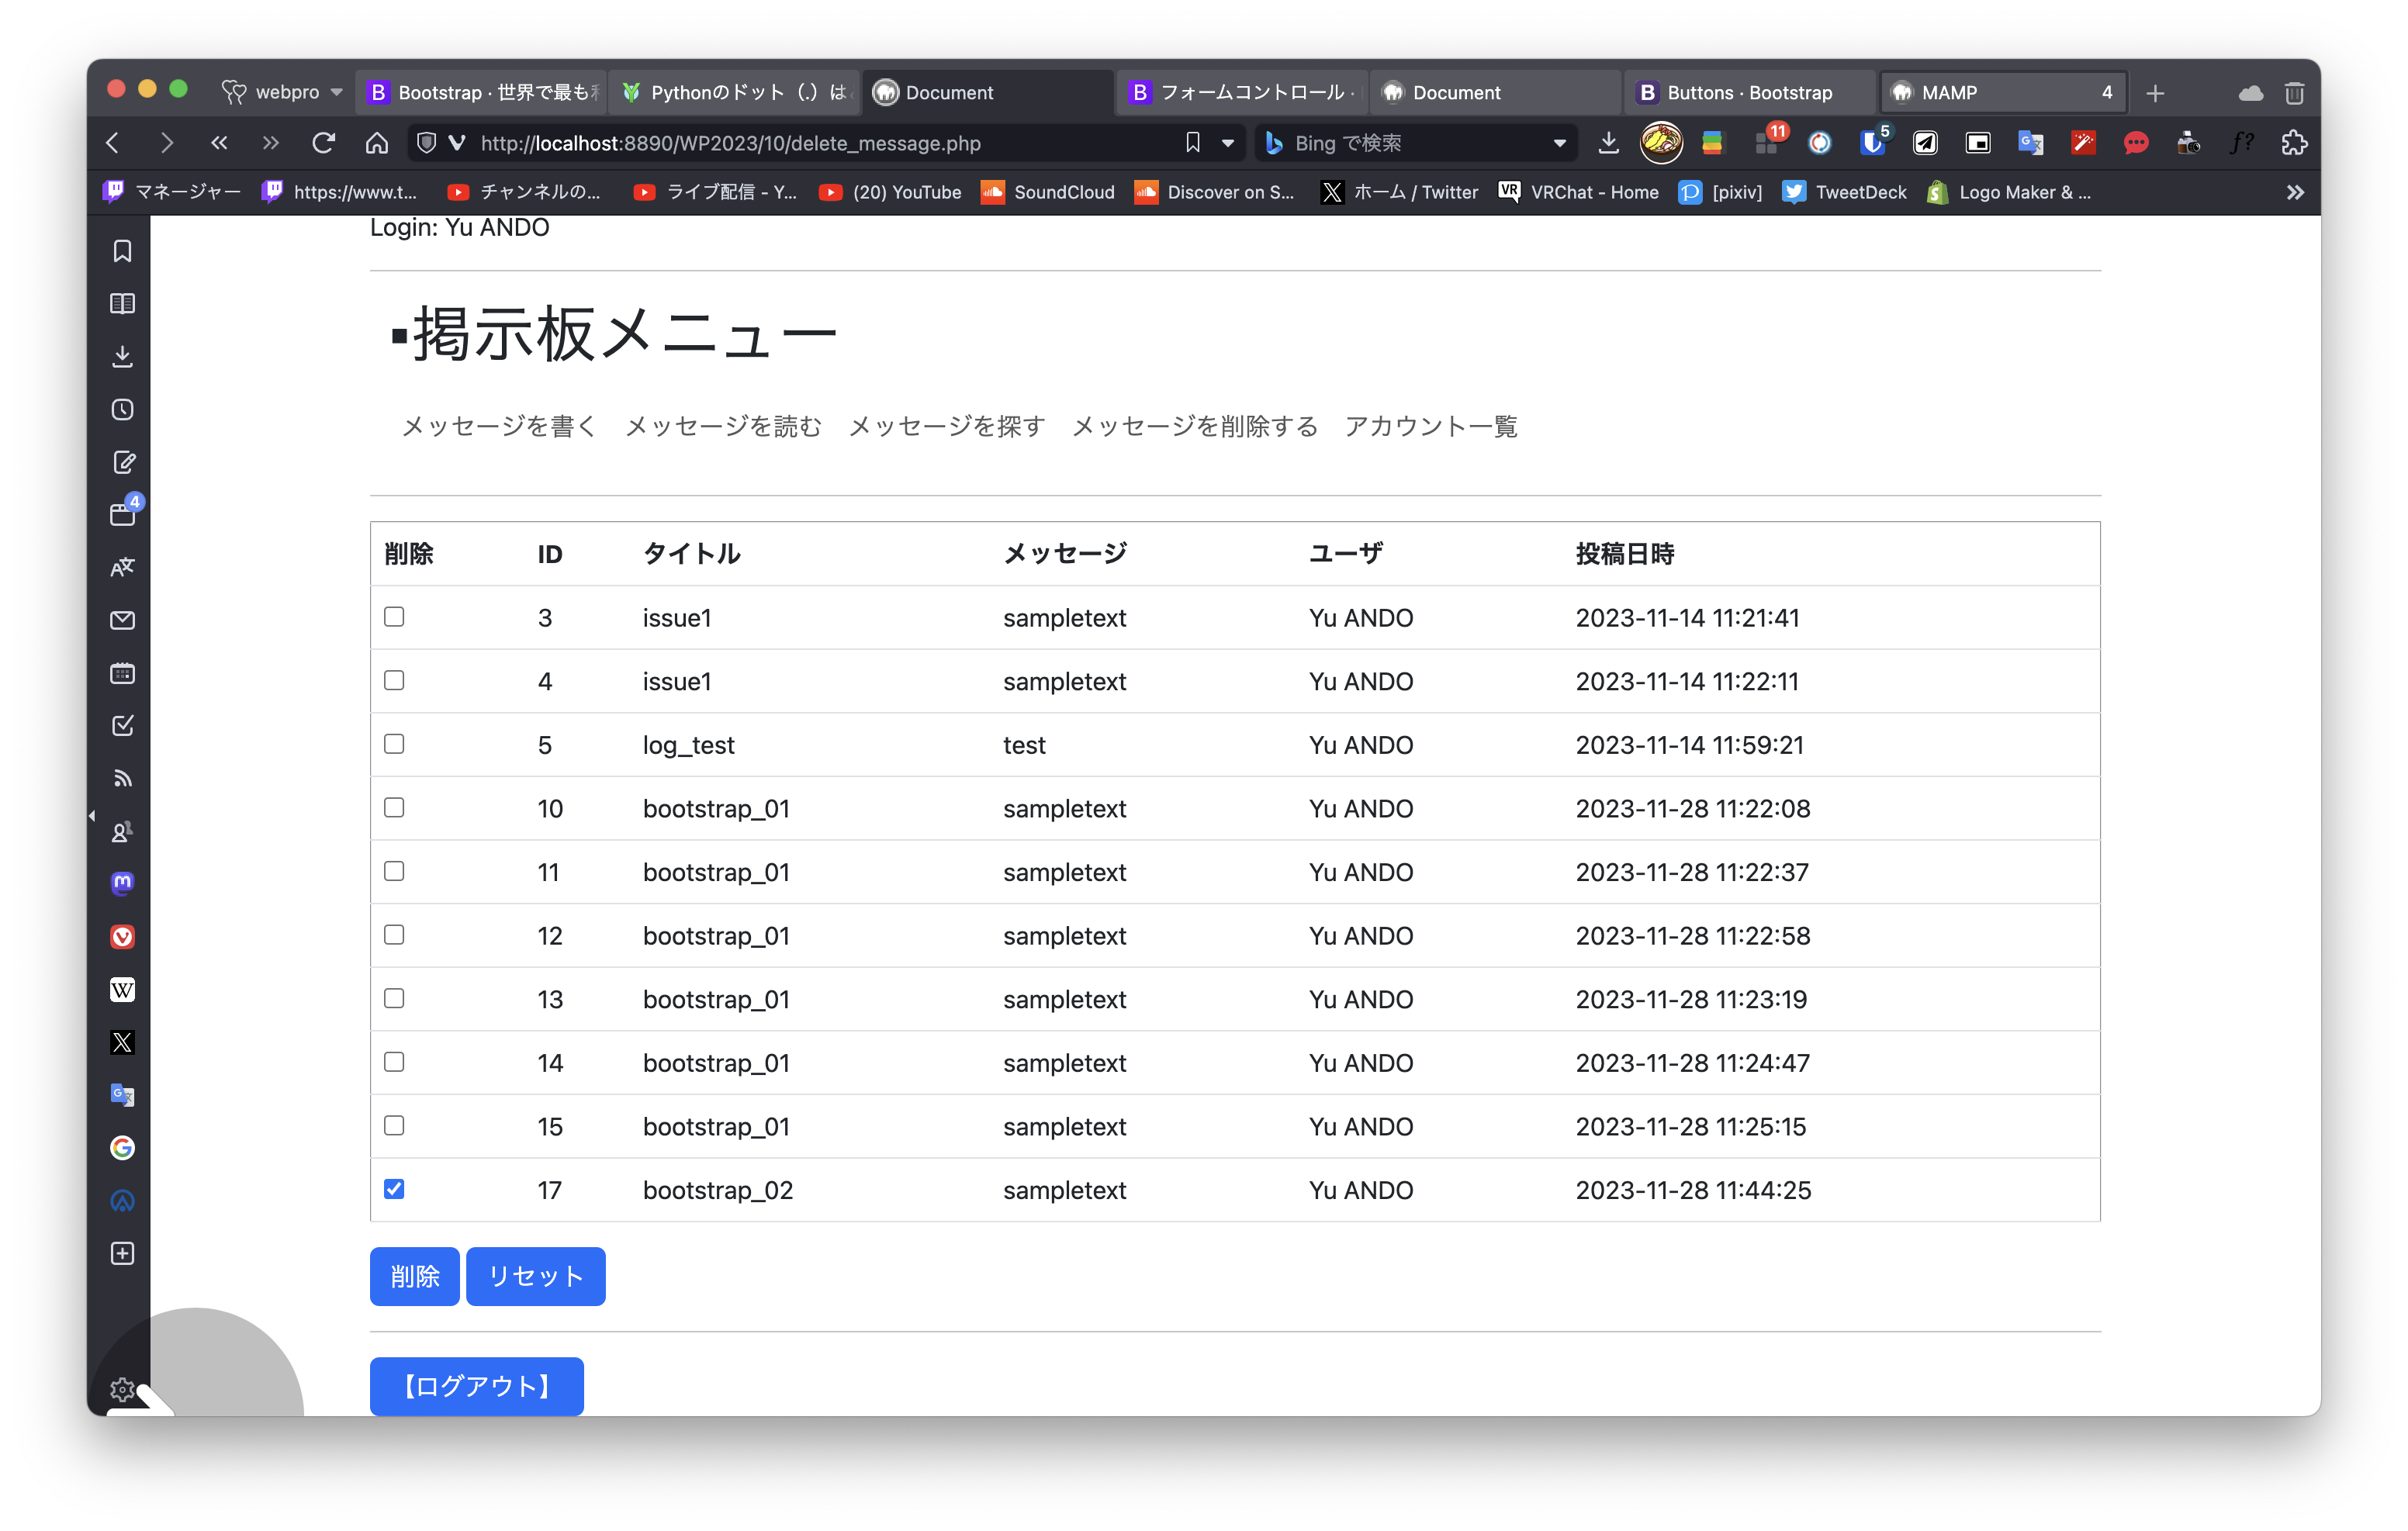 webpro
Bootstrap · 世界で最も
Pythonのドット（.）は
Document
フォームコントロール ·
Document
Buttons · Bootstrap
MAMP 4
http://localhost:8890/WP2023/10/delete_message.php
Bing で検索
11
5
マネージャー
https://www.t...
チャンネルの...
ライブ配信 - Y...
(20) YouTube
SoundCloud
Discover on S...
ホーム / Twitter
VRChat - Home
[pixiv]
TweetDeck
Logo Maker & ...
4
Login: Yu ANDO
▪掲示板メニュー
メッセージを書く メッセージを読む メッセージを探す メッセージを削除する アカウント一覧
削除 ID タイトル メッセージ ユーザ 投稿日時
3 issue1 sampletext Yu ANDO 2023-11-14 11:21:41
4 issue1 sampletext Yu ANDO 2023-11-14 11:22:11
5 log_test test Yu ANDO 2023-11-14 11:59:21
10 bootstrap_01 sampletext Yu ANDO 2023-11-28 11:22:08
11 bootstrap_01 sampletext Yu ANDO 2023-11-28 11:22:37
12 bootstrap_01 sampletext Yu ANDO 2023-11-28 11:22:58
13 bootstrap_01 sampletext Yu ANDO 2023-11-28 11:23:19
14 bootstrap_01 sampletext Yu ANDO 2023-11-28 11:24:47
15 bootstrap_01 sampletext Yu ANDO 2023-11-28 11:25:15
17 bootstrap_02 sampletext Yu ANDO 2023-11-28 11:44:25
削除 リセット
【ログアウト】